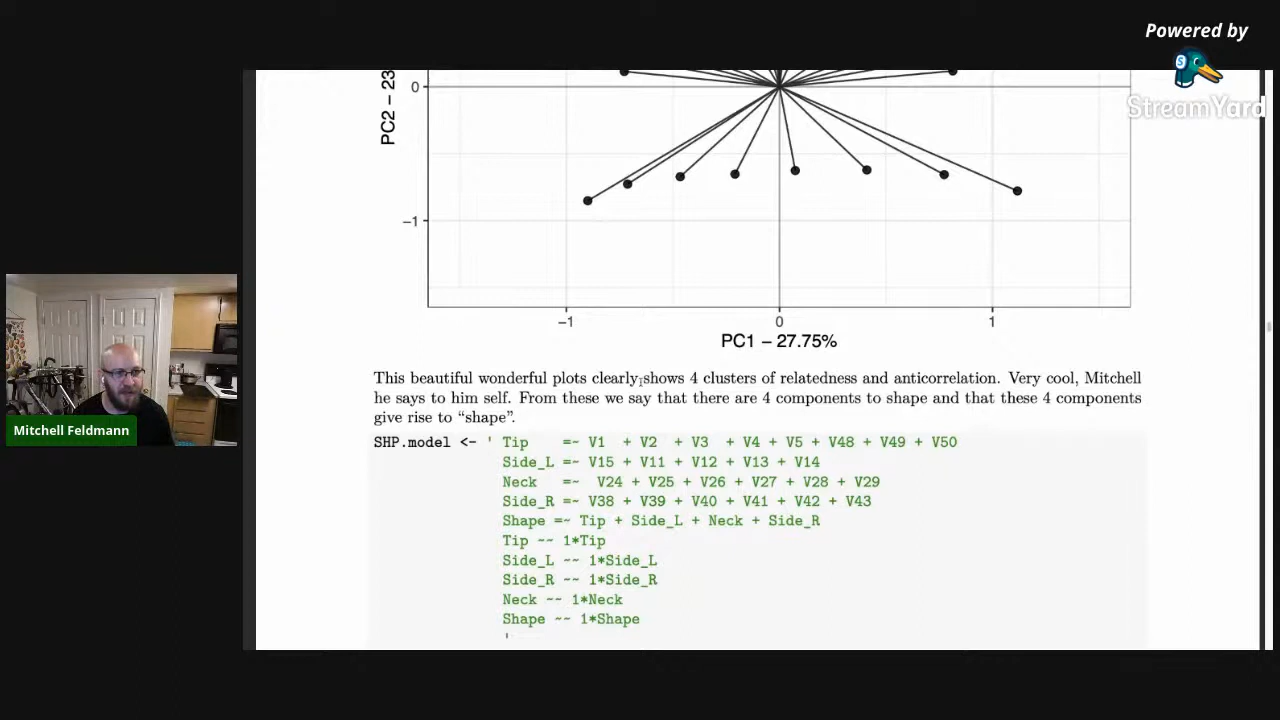 Powered by
StreamYard
PC2 – 23
0
−1
−1
0
1
PC1 – 27.75%
This beautiful wonderful plots clearly shows 4 clusters of relatedness and anticorrelation. Very cool, Mitchell
he says to him self. From these we say that there are 4 components to shape and that these 4 components
give rise to “shape”.
SHP.model <- ' Tip =~ V1 + V2 + V3 + V4 + V5 + V48 + V49 + V50
Side_L =~ V15 + V11 + V12 + V13 + V14
Neck =~ V24 + V25 + V26 + V27 + V28 + V29
Side_R =~ V38 + V39 + V40 + V41 + V42 + V43
Shape =~ Tip + Side_L + Neck + Side_R
Tip ~~ 1*Tip
Side_L ~~ 1*Side_L
Side_R ~~ 1*Side_R
Neck ~~ 1*Neck
Shape ~~ 1*Shape
'
Mitchell Feldmann